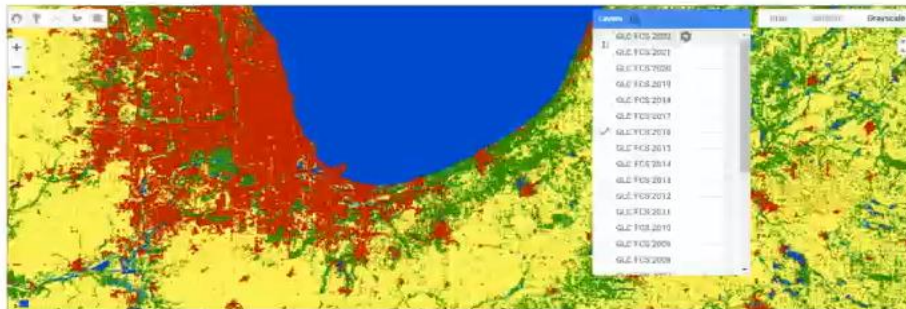 Layers
Map
Satellite
Grayscale
GLC FCS 2022
GLC FCS 2021
GLC FCS 2020
GLC FCS 2019
GLC FCS 2018
GLC FCS 2017
GLC FCS 2016
GLC FCS 2015
GLC FCS 2014
GLC FCS 2013
GLC FCS 2012
GLC FCS 2011
GLC FCS 2010
GLC FCS 2009
GLC FCS 2008